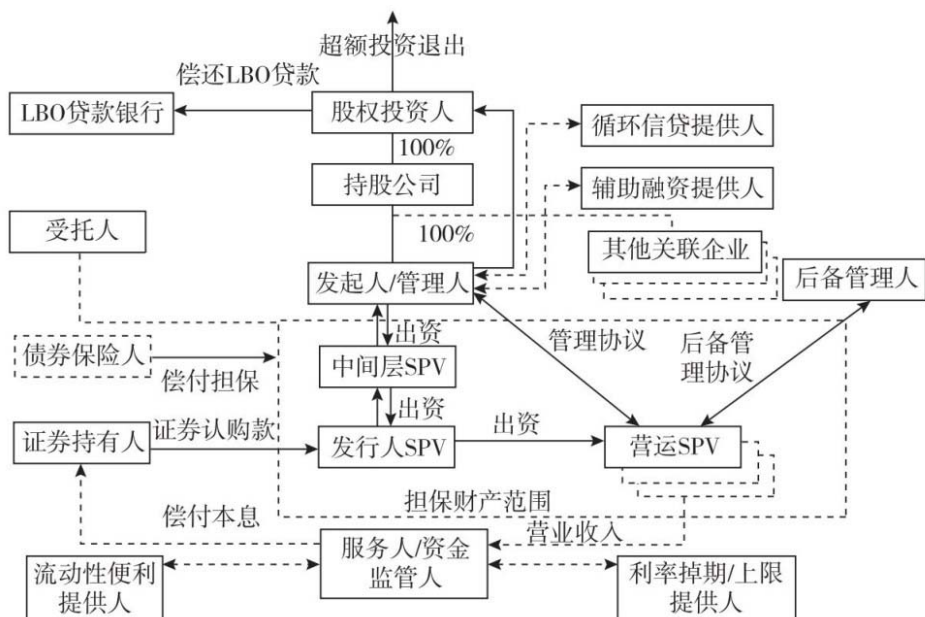 超额投资退出
偿还LBO贷款
LBO贷款银行
股权投资人
循环信贷提供人
100%
持股公司
辅助融资提供人
受托人
100%
其他关联企业
发起人/管理人
后备管理人
出资
管理协议
后备管
理协议
债券保险人
中间层SPV
偿付担保
出资
证券认购款
出资
证券持有人
发行人SPV
营运SPV
担保财产范围
偿付本息
营业收入
服务人/资金
监管人
流动性便利
提供人
利率掉期/上限
提供人